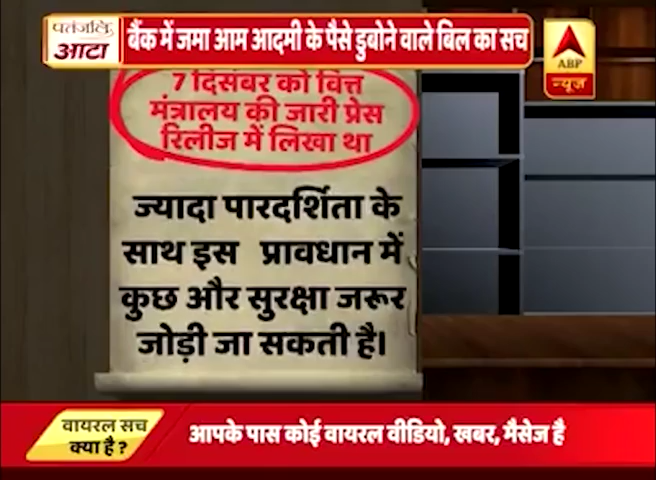 पतंजलि
आटा
बैंक में जमा आम आदमी के पैसे डुबोने वाले बिल का सच
ABP
न्यूज़
7 दिसंबर को वित्त
मंत्रालय की जारी प्रेस
रिलीज में लिखा था
ज्यादा पारदर्शिता के
साथ इस प्रावधान में
कुछ और सुरक्षा जरूर
जोड़ी जा सकती है।
वायरल सच
क्या है?
आपके पास कोई वायरल वीडियो, खबर, मैसेज है